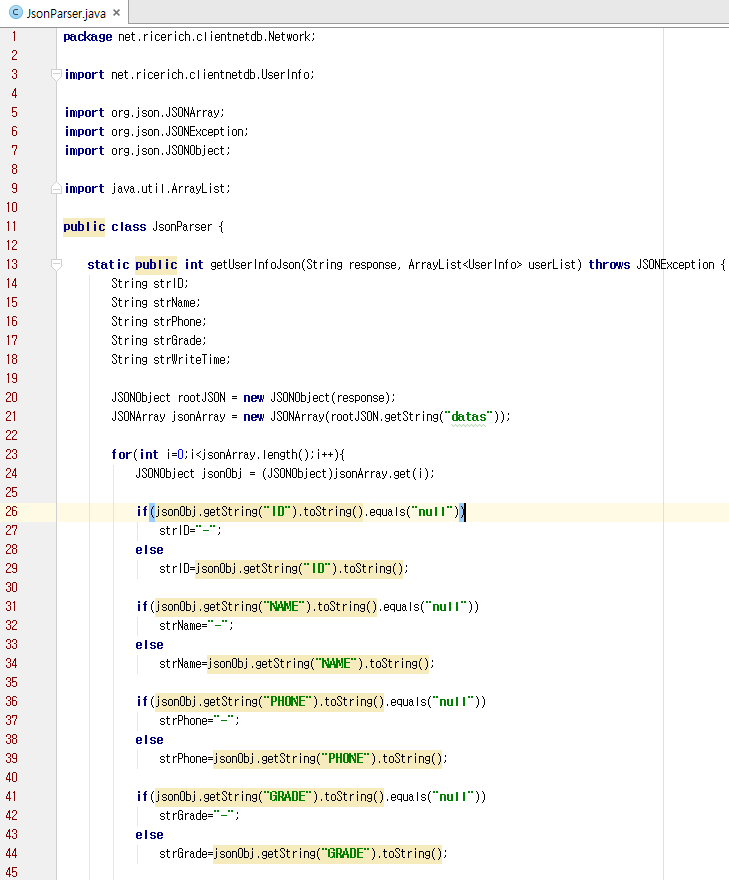 JsonParser.java ×
1 package net.ricerich.clientnetdb.Network;
2
3 import net.ricerich.clientnetdb.UserInfo;
4
5 import org.json.JSONArray;
6 import org.json.JSONException;
7 import org.json.JSONObject;
8
9 import java.util.ArrayList;
10
11 public class JsonParser {
12
13 static public int getUserInfoJson(String response, ArrayList<UserInfo> userList) throws JSONException {
14 String strID;
15 String strName;
16 String strPhone;
17 String strGrade;
18 String strWriteTime;
19
20 JSONObject rootJSON = new JSONObject(response);
21 JSONArray jsonArray = new JSONArray(rootJSON.getString("datas"));
22
23 for(int i=0;i<jsonArray.length();i++){
24 JSONObject jsonObj = (JSONObject)jsonArray.get(i);
25
26 if(jsonObj.getString("ID").toString().equals("null"))
27 strID="-";
28 else
29 strID=jsonObj.getString("ID").toString();
30
31 if(jsonObj.getString("NAME").toString().equals("null"))
32 strName="-";
33 else
34 strName=jsonObj.getString("NAME").toString();
35
36 if(jsonObj.getString("PHONE").toString().equals("null"))
37 strPhone="-";
38 else
39 strPhone=jsonObj.getString("PHONE").toString();
40
41 if(jsonObj.getString("GRADE").toString().equals("null"))
42 strGrade="-";
43 else
44 strGrade=jsonObj.getString("GRADE").toString();
45